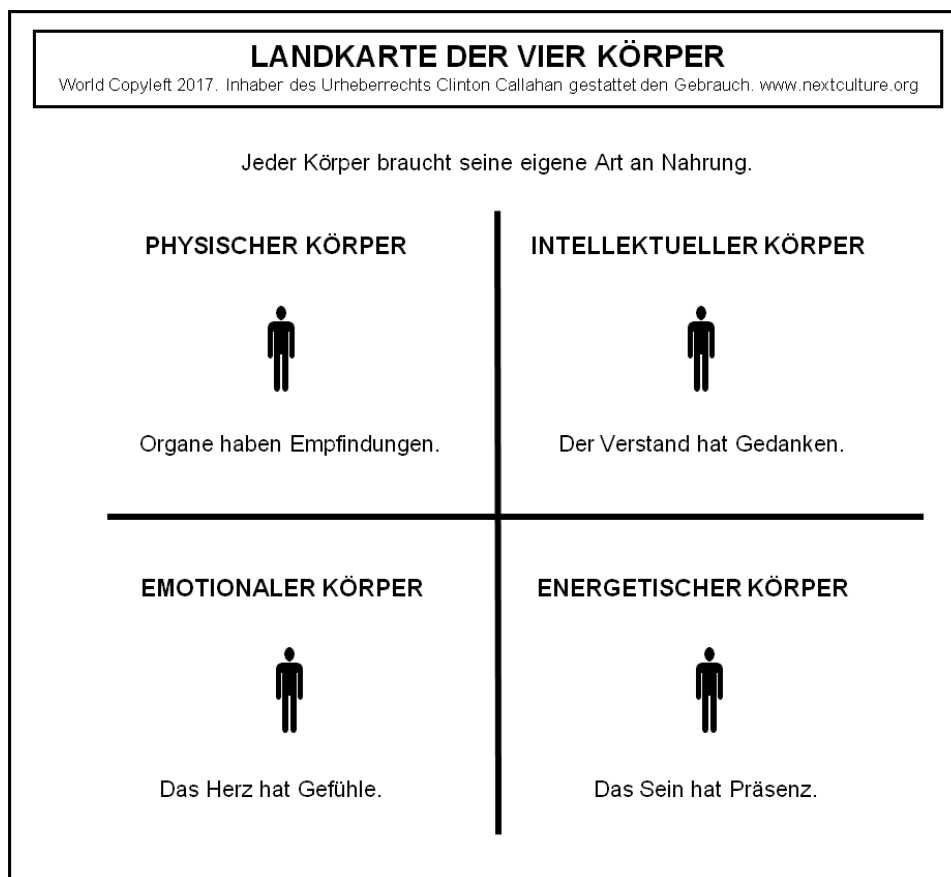 LANDKARTE DER VIER KÖRPER
World Copyleft 2017. Inhaber des Urheberrechts Clinton Callahan gestattet den Gebrauch. www.nextculture.org
Jeder Körper braucht seine eigene Art an Nahrung.
PHYSISCHER KÖRPER
Organe haben Empfindungen.
INTELLEKTUELLER KÖRPER
Der Verstand hat Gedanken.
EMOTIONALER KÖRPER
Das Herz hat Gefühle.
ENERGETISCHER KÖRPER
Das Sein hat Präsenz.